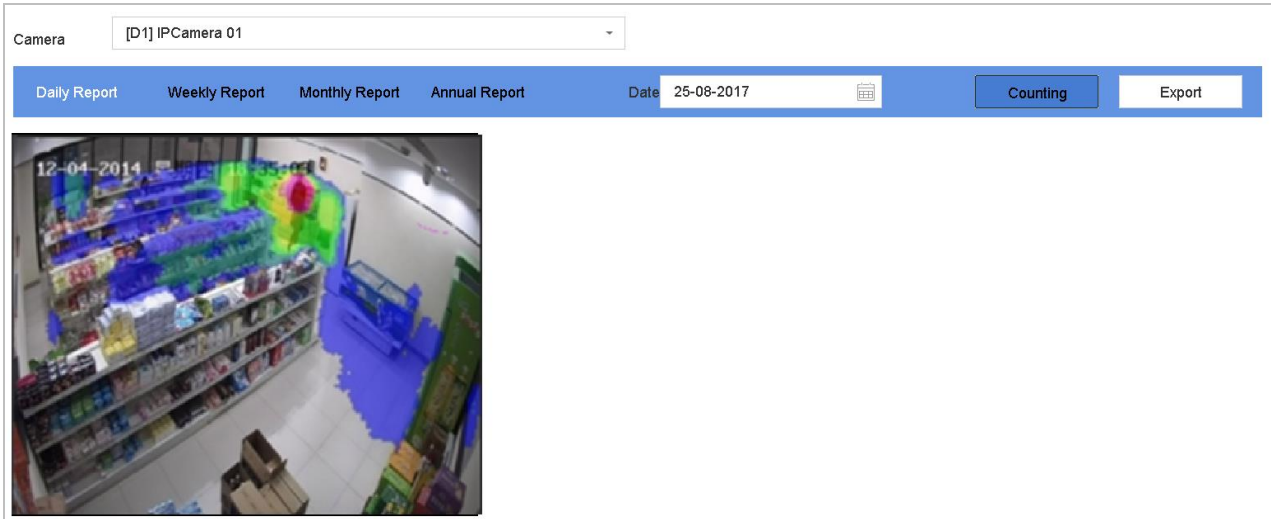 Camera
[D1] IPCamera 01
Daily Report Weekly Report Monthly Report Annual Report Date 25-08-2017 Counting Export
12-04-2014